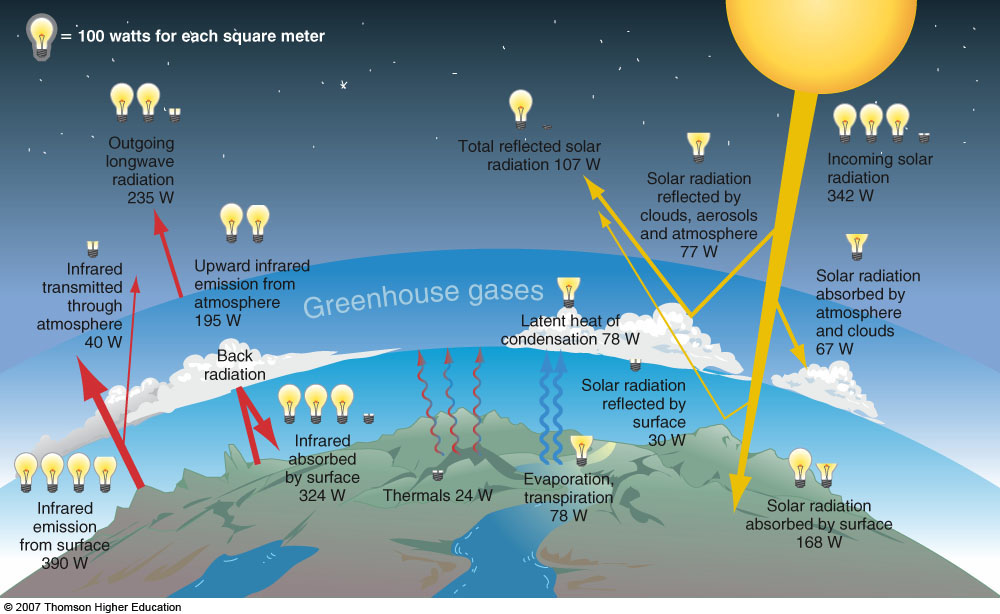 = 100 watts for each square meter
Outgoing
longwave
radiation
235 W
Total reflected solar
radiation 107 W
Solar radiation
reflected by
clouds, aerosols
and atmosphere
77 W
Incoming solar
radiation
342 W
Infrared
transmitted
through
atmosphere
40 W
Upward infrared
emission from
atmosphere
195 W
Greenhouse gases
Latent heat of
condensation 78 W
Solar radiation
absorbed by
atmosphere
and clouds
67 W
Back
radiation
Solar radiation
reflected by
surface
30 W
Infrared
absorbed
by surface
324 W
Thermals 24 W
Evaporation,
transpiration
78 W
Solar radiation
absorbed by surface
168 W
Infrared
emission
from surface
390 W
© 2007 Thomson Higher Education